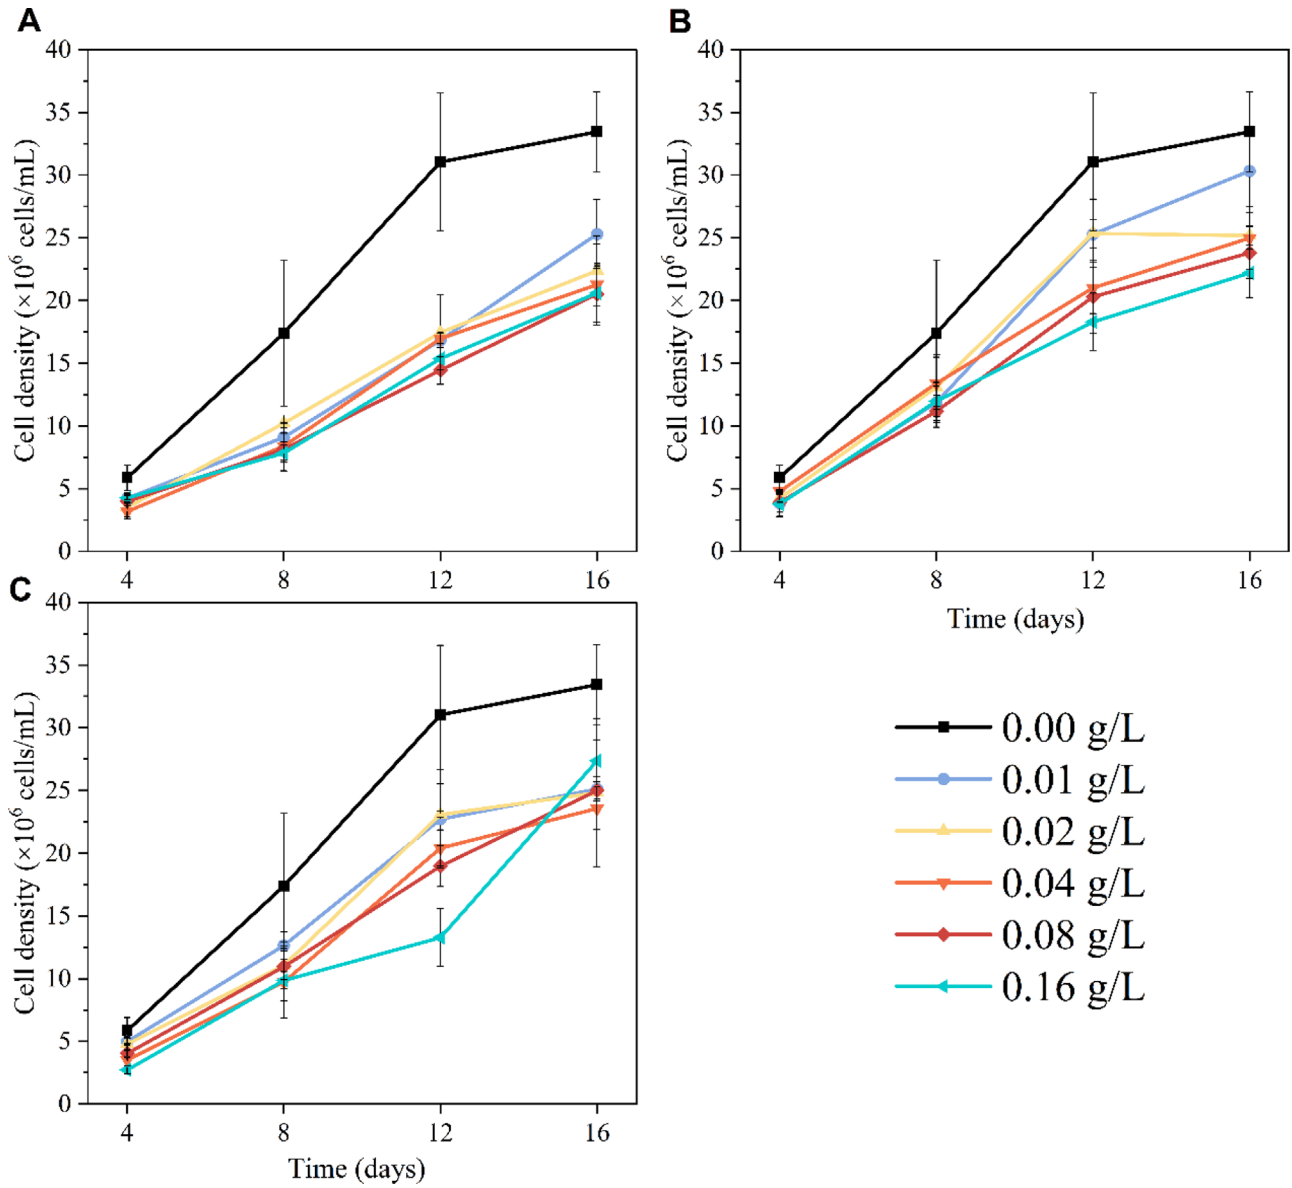 A
Cell density (×10⁶ cells/mL)
40
35
30
25
20
15
10
5
0
4 8 12 16
B
Cell density (×10⁶ cells/mL)
40
35
30
25
20
15
10
5
0
4 8 12 16
Time (days)
C
Cell density (×10⁶ cells/mL)
40
35
30
25
20
15
10
5
0
4 8 12 16
Time (days)
0.00 g/L
0.01 g/L
0.02 g/L
0.04 g/L
0.08 g/L
0.16 g/L